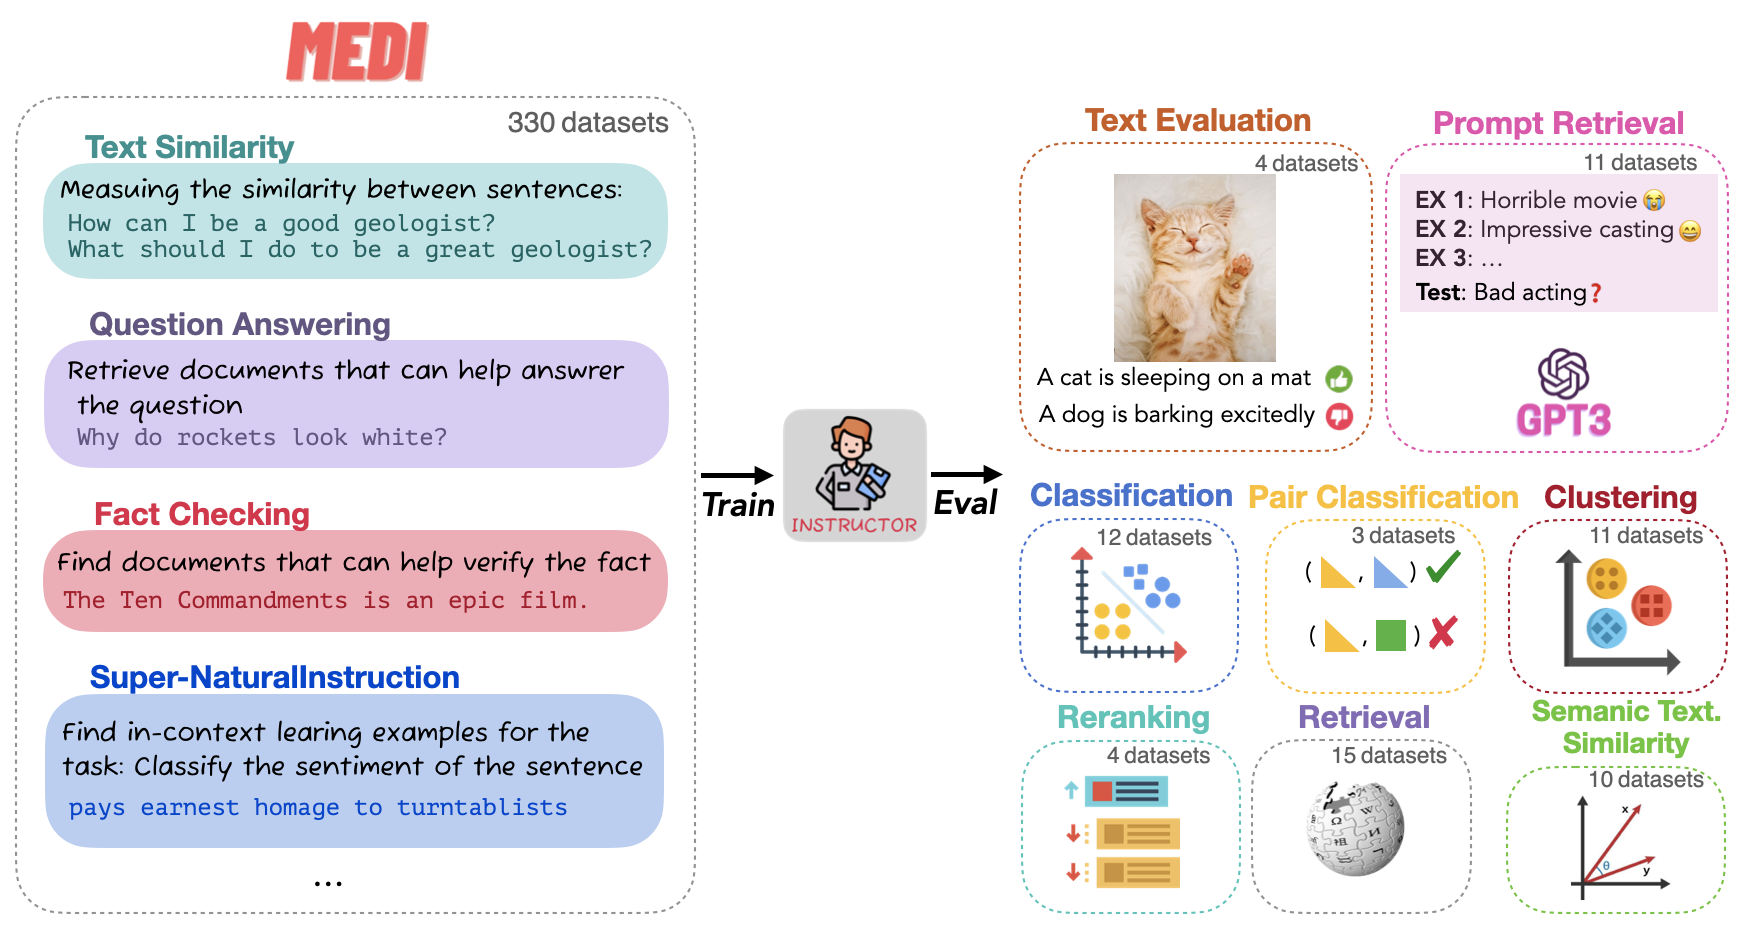 MEDI
330 datasets
Text Similarity
Measuing the similarity between sentences:
How can I be a good geologist?
What should I do to be a great geologist?
Question Answering
Retrieve documents that can help answrer
the question
Why do rockets look white?
Fact Checking
Find documents that can help verify the fact
The Ten Commandments is an epic film.
Super-NaturalInstruction
Find in-context learing examples for the
task: Classify the sentiment of the sentence
pays earnest homage to turntablists
...
Train
INSTRUCTOR
Eval
Text Evaluation
4 datasets
A cat is sleeping on a mat
A dog is barking excitedly
Prompt Retrieval
11 datasets
EX 1: Horrible movie 😭
EX 2: Impressive casting 😄
EX 3: ...
Test: Bad acting❓
GPT3
Classification
12 datasets
Pair Classification
3 datasets
( , )
( , )
Clustering
11 datasets
Reranking
4 datasets
Retrieval
15 datasets
Ω W
祖 И
Semanic Text.
Similarity
10 datasets
x
θ
y